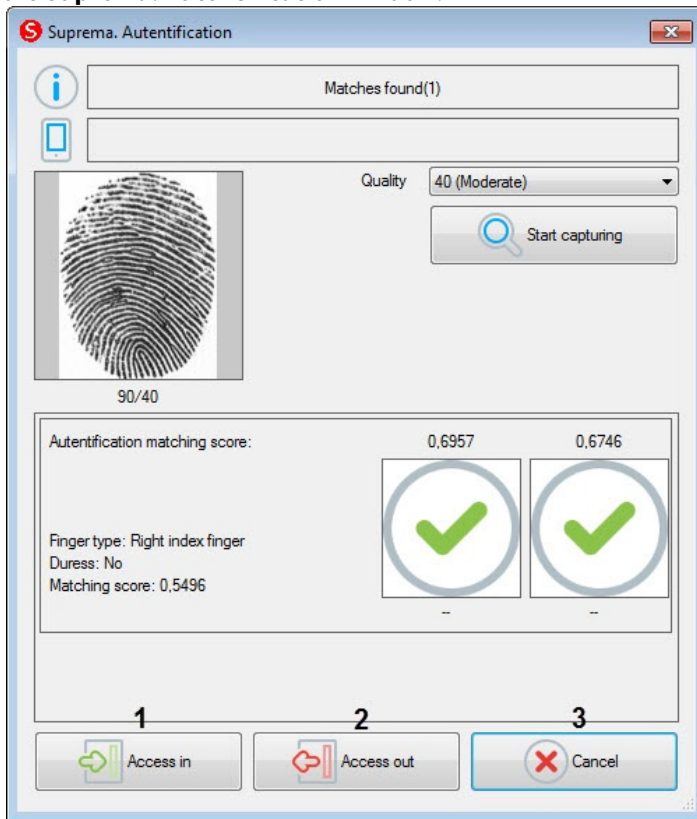 Suprema. Autentification
Matches found(1)
Quality 40 (Moderate)
Start capturing
90/40
Autentification matching score: 0,6957 0,6746
Finger type: Right index finger
Duress: No
Matching score: 0,5496
-- --
1 2 3
Access in Access out Cancel